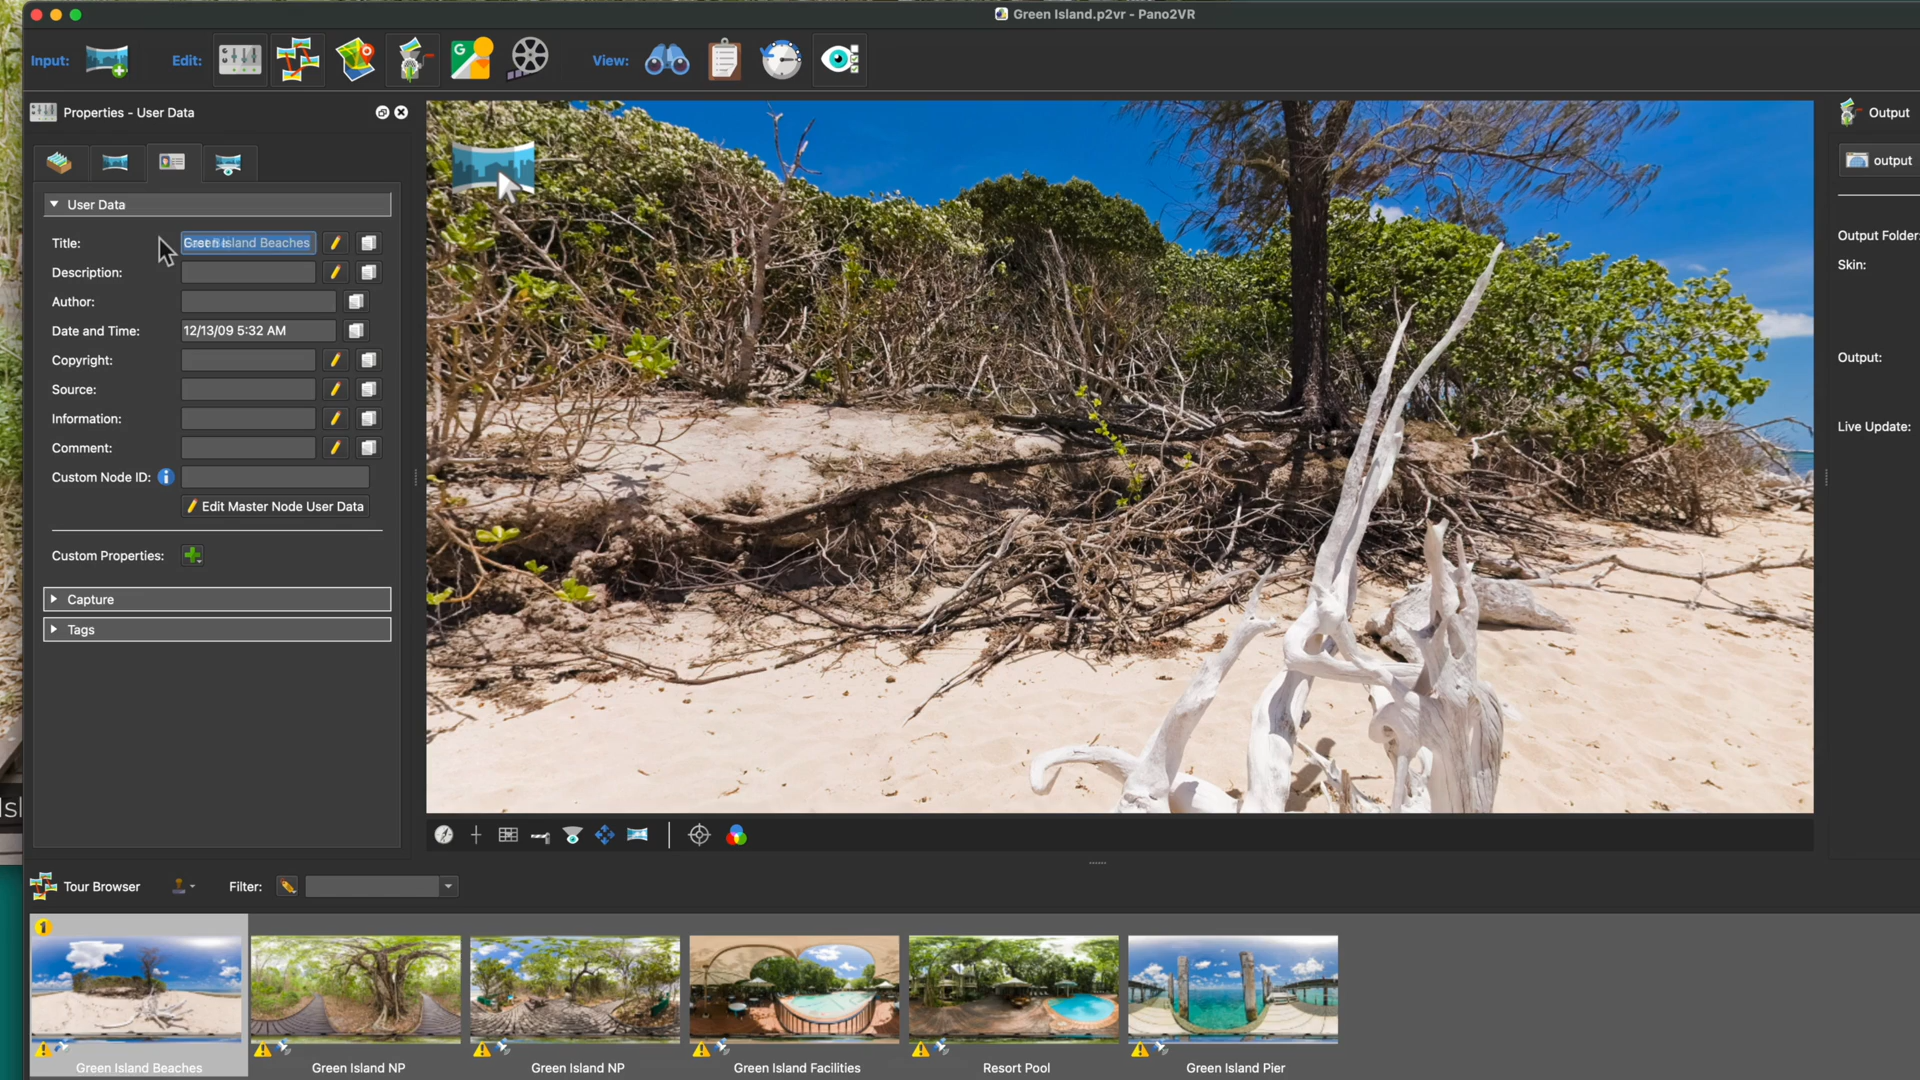 Green Island.p2vr - Pano2VR
Input:
Edit:
View:
Properties - User Data
Output
output
User Data
Title:
Island Beaches
Description:
Author:
Date and Time:
12/13/09 5:32 AM
Copyright:
Source:
Information:
Comment:
Custom Node ID:
Edit Master Node User Data
Custom Properties:
Capture
Tags
Output Folder:
Skin:
Output:
Live Update:
Tour Browser
Filter:
1
Green Island Beaches
Green Island NP
Green Island NP
Green Island Facilities
Resort Pool
Green Island Pier